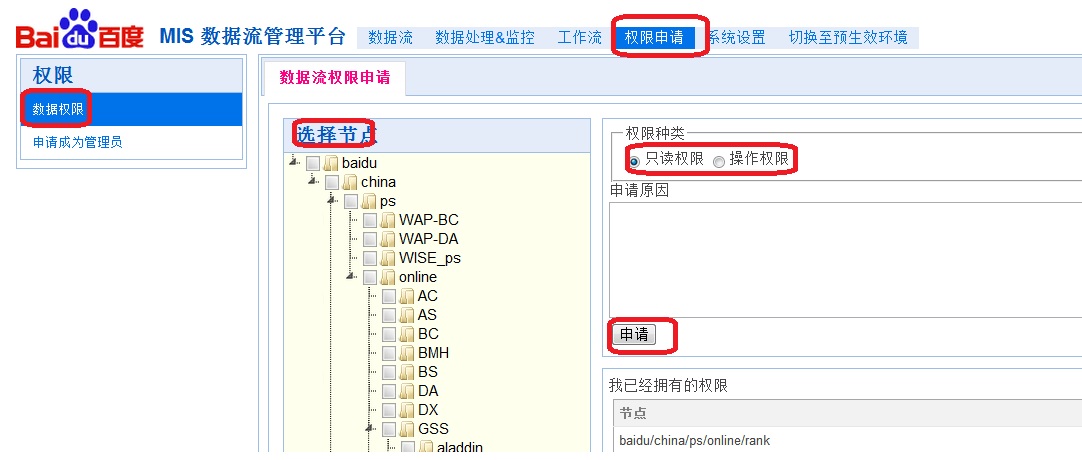 Bai du 百度 MIS 数据流管理平台 数据流 数据处理&监控 工作流 权限申请 系统设置 切换至预生效环境
权限
数据权限
申请成为管理员
数据流权限申请
选择节点
baidu
china
ps
WAP-BC
WAP-DA
WISE_ps
online
AC
AS
BC
BMH
BS
DA
DX
GSS
aladdin
权限种类
只读权限 操作权限
申请原因
申请
我已经拥有的权限
节点
baidu/china/ps/online/rank